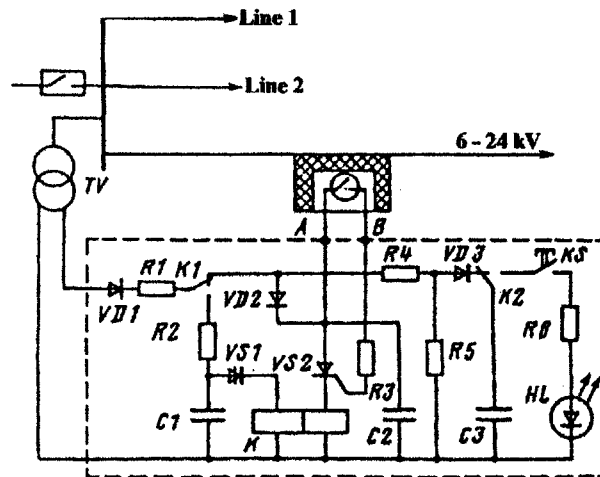 Line 1
Line 2
6 – 24 kV
TV
A B
R1 K1 R4 VD3 KS
VD1 VD2 K2
R2 R6
VS1 VS2 R5
R3 HL
C1 K C2 C3